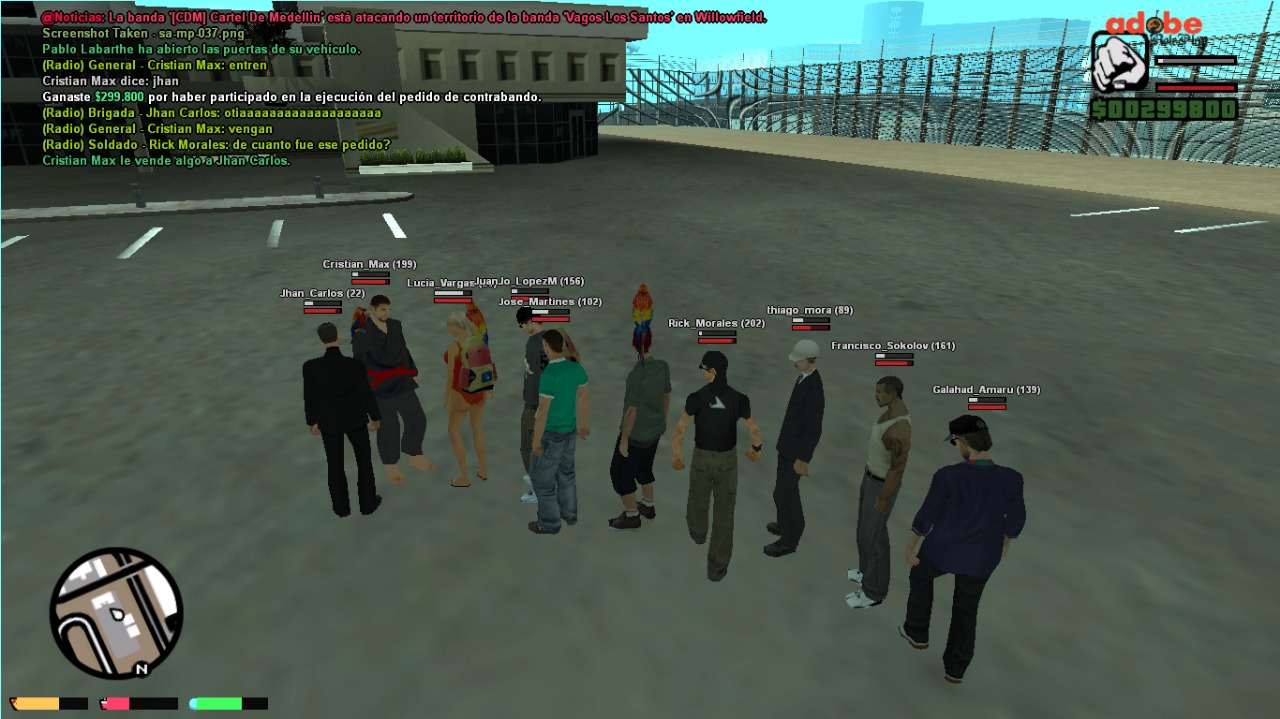 @Noticias: La banda '[CDM] Cartel De Medellin' está atacando un territorio de la banda 'Vagos Los Santos' en Willowfield.
Screenshot Taken - sa-mp-037.png
Pablo Labarthe ha abierto las puertas de su vehículo.
(Radio) General - Cristian Max: entren
Cristian Max dice: jhan
Ganaste $299.800 por haber participado en la ejecución del pedido de contrabando.
(Radio) Brigada - Jhan Carlos: otiaaaaaaaaaaaaaaaaaaa
(Radio) General - Cristian Max: vengan
(Radio) Soldado - Rick Morales: de cuanto fue ese pedido?
Cristian Max le vende algo a Jhan Carlos.
adobe
$00299800
Cristian_Max (199)
Jhan_Carlos (22)
Lucia_Vargas
JuanJo_LopezM (156)
Jose_Martines (102)
Rick_Morales (202)
thiago_mora (89)
Francisco_Sokolov (161)
Galahad_Amaru (139)
N